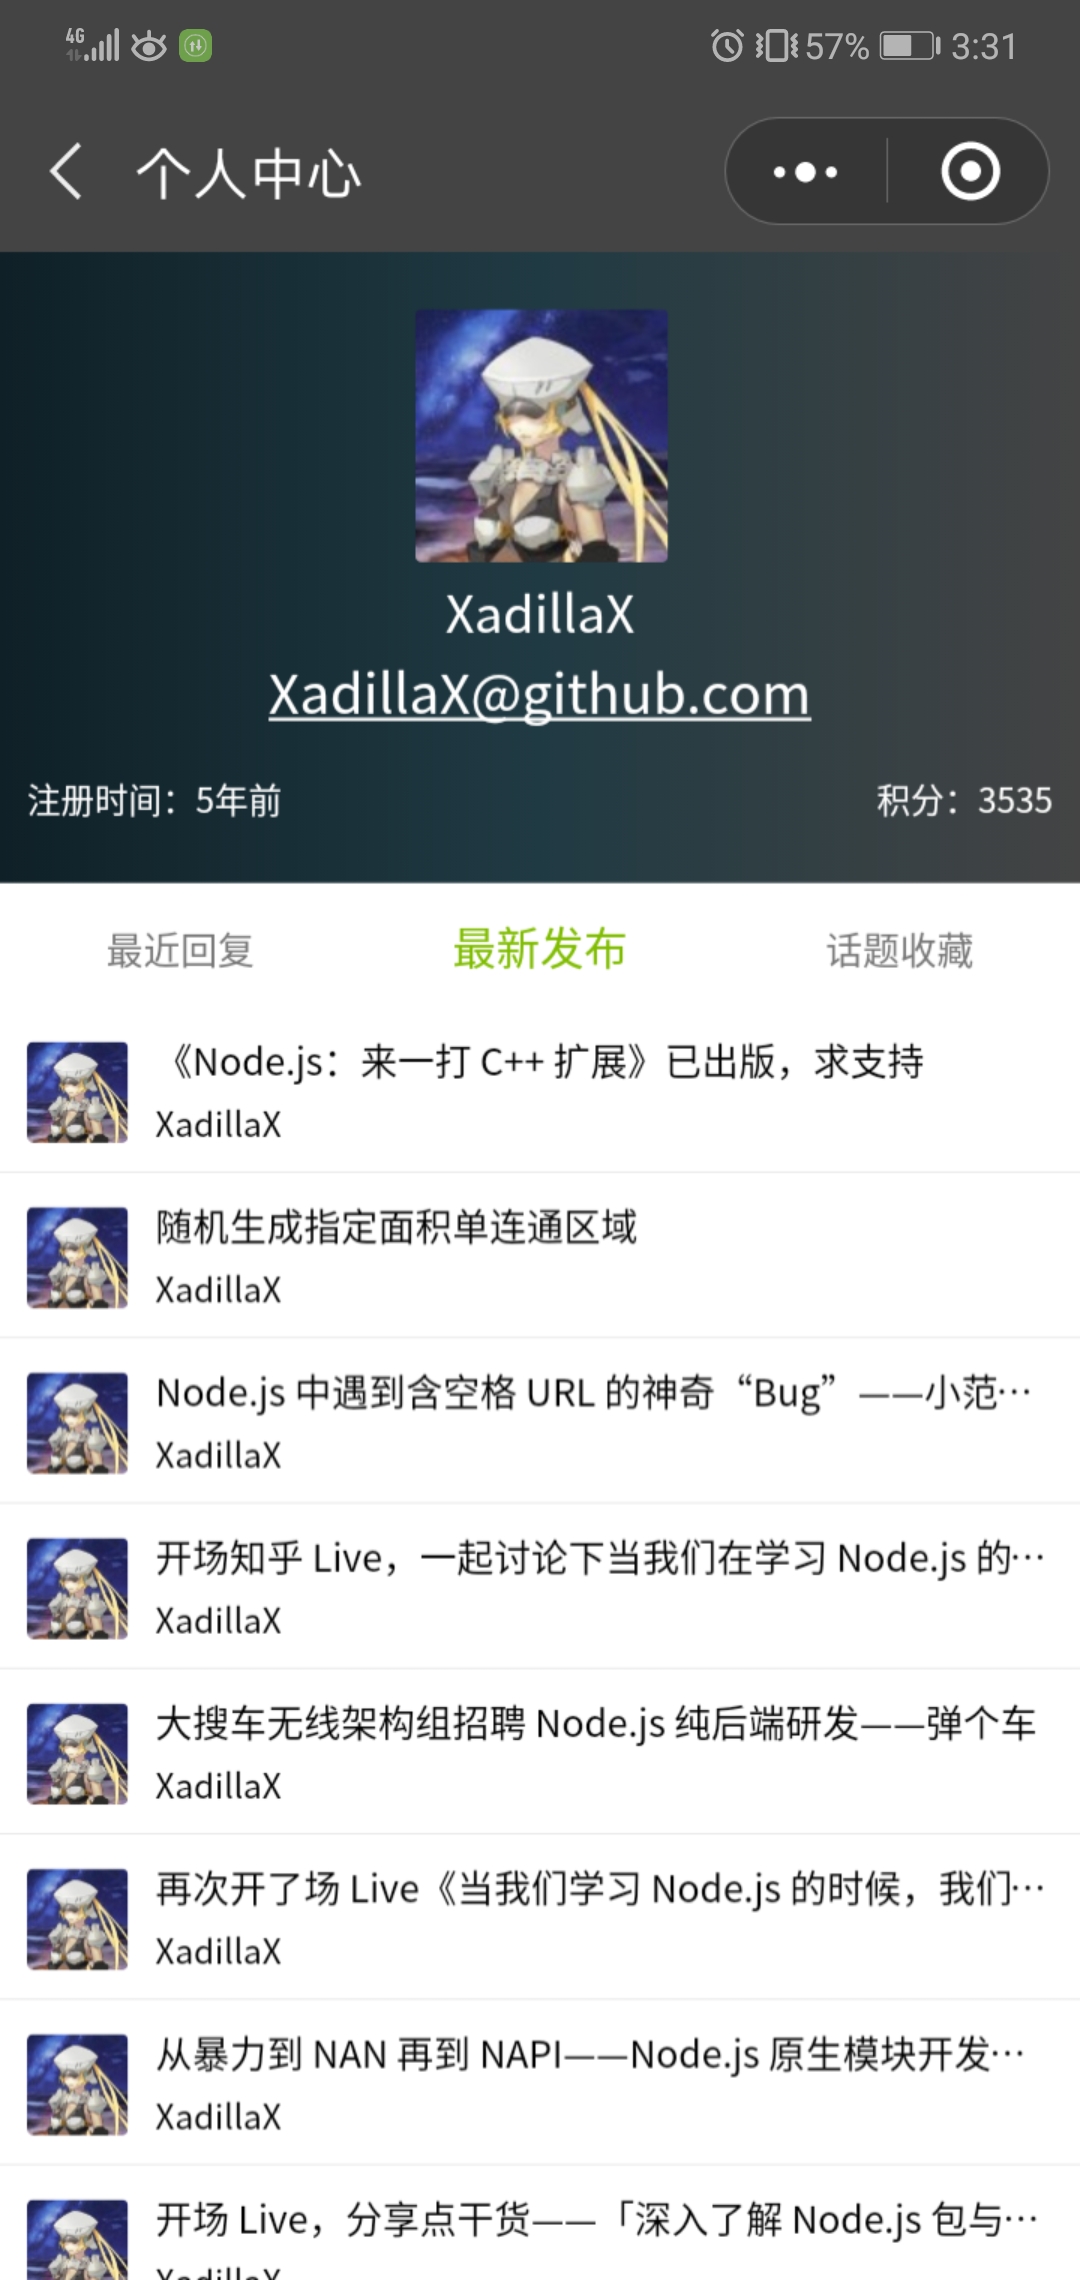 4G
57%
3:31
个人中心
XadillaX
XadillaX@github.com
注册时间：5年前
积分：3535
最近回复
最新发布
话题收藏
《Node.js：来一打 C++ 扩展》已出版，求支持
XadillaX
随机生成指定面积单连通区域
XadillaX
Node.js 中遇到含空格 URL 的神奇“Bug”——小范…
XadillaX
开场知乎 Live，一起讨论下当我们在学习 Node.js 的…
XadillaX
大搜车无线架构组招聘 Node.js 纯后端研发——弹个车
XadillaX
再次开了场 Live《当我们学习 Node.js 的时候，我们…
XadillaX
从暴力到 NAN 再到 NAPI——Node.js 原生模块开发…
XadillaX
开场 Live，分享点干货——「深入了解 Node.js 包与…
XadillaX